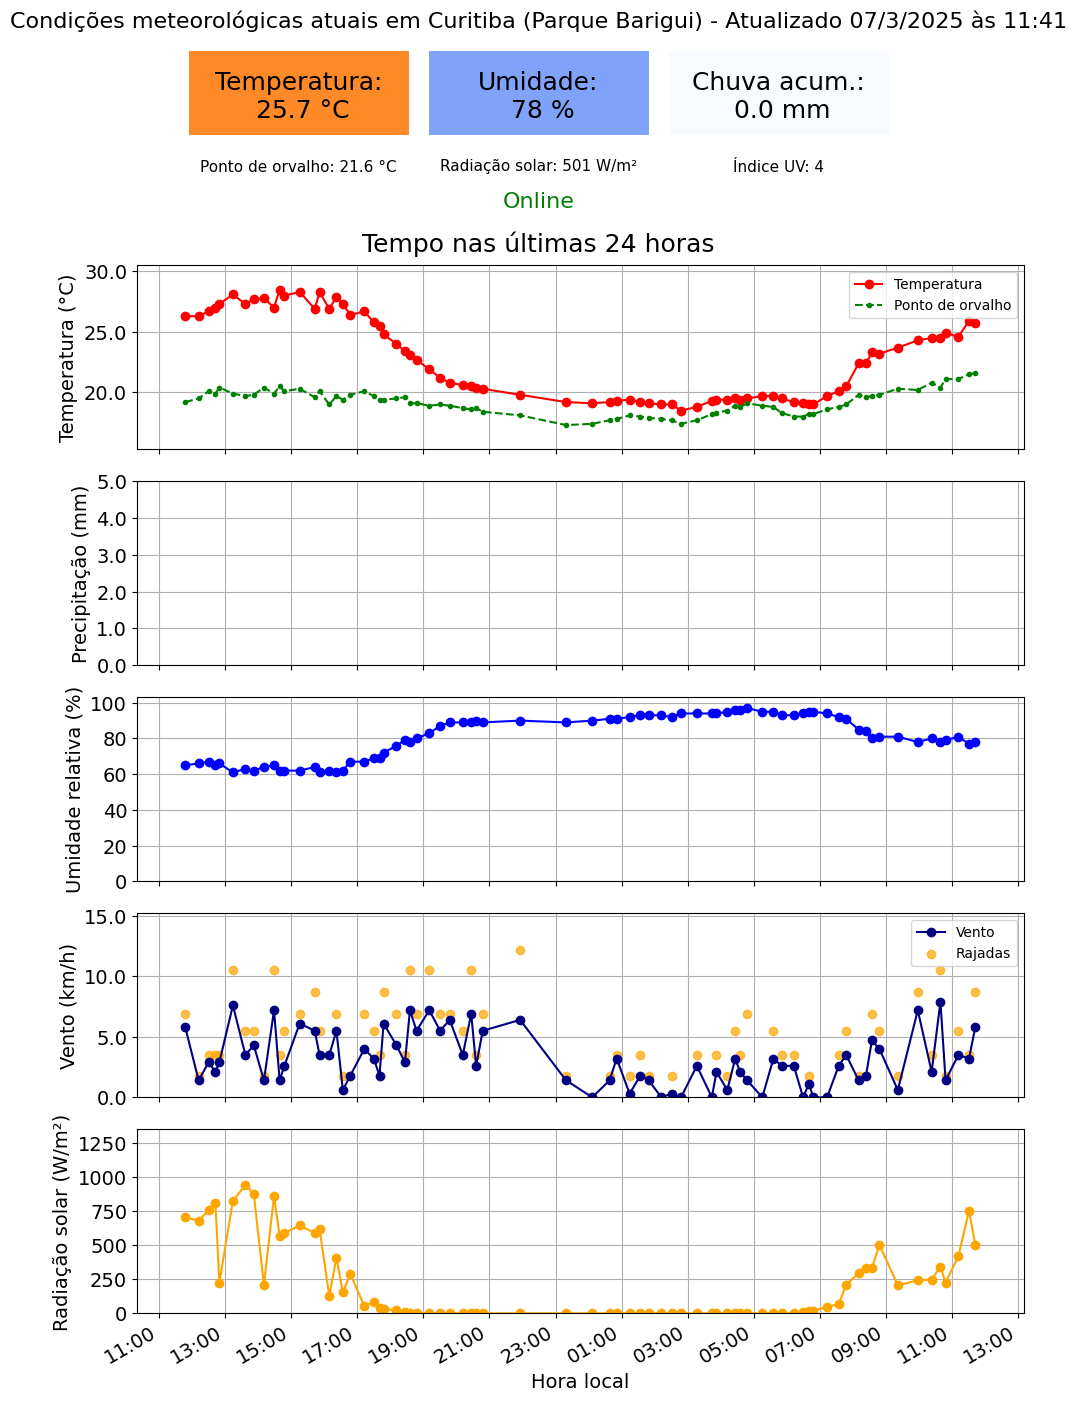 Condições meteorológicas atuais em Curitiba (Parque Barigui) - Atualizado 07/3/2025 às 11:41
Temperatura:
25.7 °C
Umidade:
78 %
Chuva acum.:
0.0 mm
Ponto de orvalho: 21.6 °C
Radiação solar: 501 W/m²
Índice UV: 4
Online
Tempo nas últimas 24 horas
Temperatura (°C)
30.0
25.0
20.0
Temperatura
Ponto de orvalho
Precipitação (mm)
5.0
4.0
3.0
2.0
1.0
0.0
Umidade relativa (%)
100
80
60
40
20
0
Vento (km/h)
15.0
10.0
5.0
0.0
Vento
Rajadas
Radiação solar (W/m²)
1250
1000
750
500
250
0
11:00
13:00
15:00
17:00
19:00
21:00
23:00
01:00
03:00
05:00
07:00
09:00
11:00
13:00
Hora local